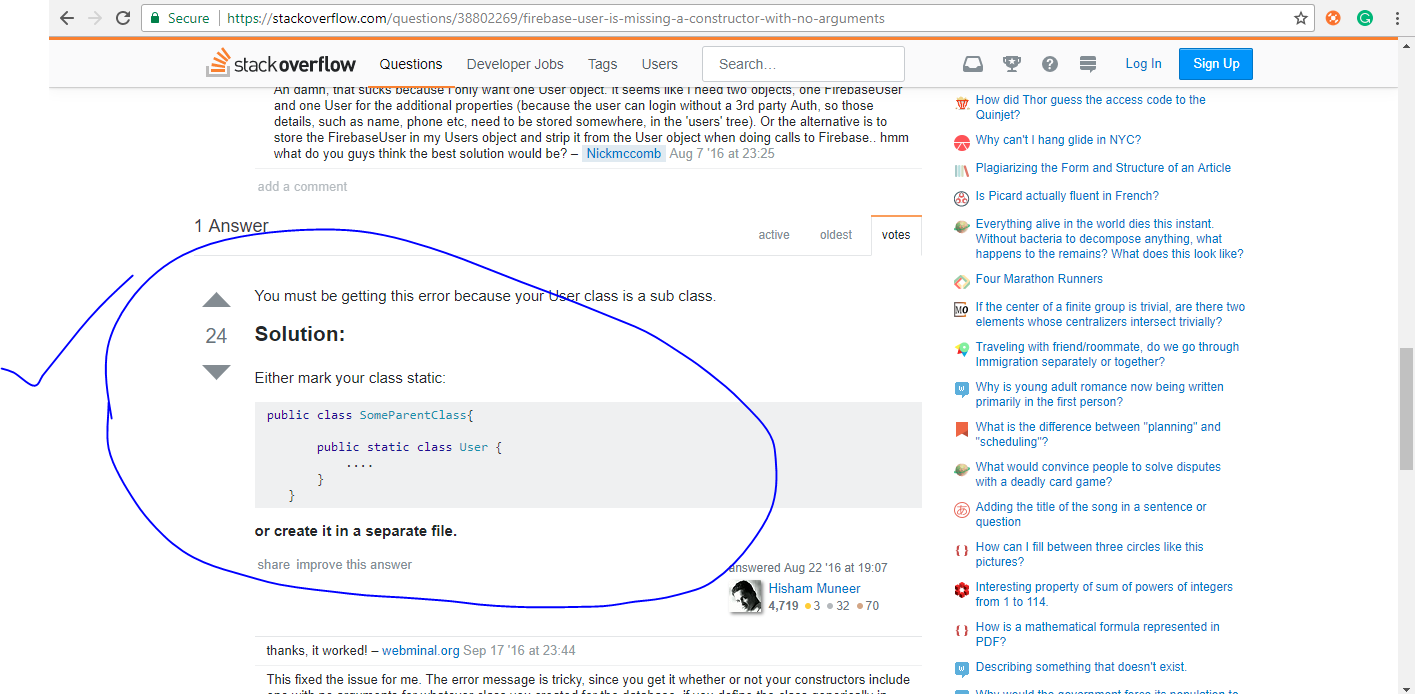 Secure
https://stackoverflow.com/questions/38802269/firebase-user-is-missing-a-constructor-with-no-arguments
stackoverflow
Questions
Developer Jobs
Tags
Users
Search...
Log In
Sign Up
An damn, that sucks because I only want one User object. It seems like I need two objects, one FirebaseUser
and one User for the additional properties (because the user can login without a 3rd party Auth, so those
details, such as name, phone etc, need to be stored somewhere, in the 'users' tree). Or the alternative is to
store the FirebaseUser in my Users object and strip it from the User object when doing calls to Firebase.. hmm
what do you guys think the best solution would be? – Nickmccomb Aug 7 '16 at 23:25
add a comment
1 Answer
active
oldest
votes
24
You must be getting this error because your User class is a sub class.
Solution:
Either mark your class static:
public class SomeParentClass{
public static class User {
....
}
}
or create it in a separate file.
share improve this answer
answered Aug 22 '16 at 19:07
Hisham Muneer
4,719 3 32 70
thanks, it worked! – webminal.org Sep 17 '16 at 23:44
This fixed the issue for me. The error message is tricky, since you get it whether or not your constructors include
How did Thor guess the access code to the
Quinjet?
Why can't I hang glide in NYC?
Plagiarizing the Form and Structure of an Article
Is Picard actually fluent in French?
Everything alive in the world dies this instant.
Without bacteria to decompose anything, what
happens to the remains? What does this look like?
Four Marathon Runners
MO
If the center of a finite group is trivial, are there two
elements whose centralizers intersect trivially?
Traveling with friend/roommate, do we go through
Immigration separately or together?
Why is young adult romance now being written
primarily in the first person?
What is the difference between "planning" and
"scheduling"?
What would convince people to solve disputes
with a deadly card game?
あ
Adding the title of the song in a sentence or
question
How can I fill between three circles like this
pictures?
Interesting property of sum of powers of integers
from 1 to 114.
How is a mathematical formula represented in
PDF?
Describing something that doesn't exist.